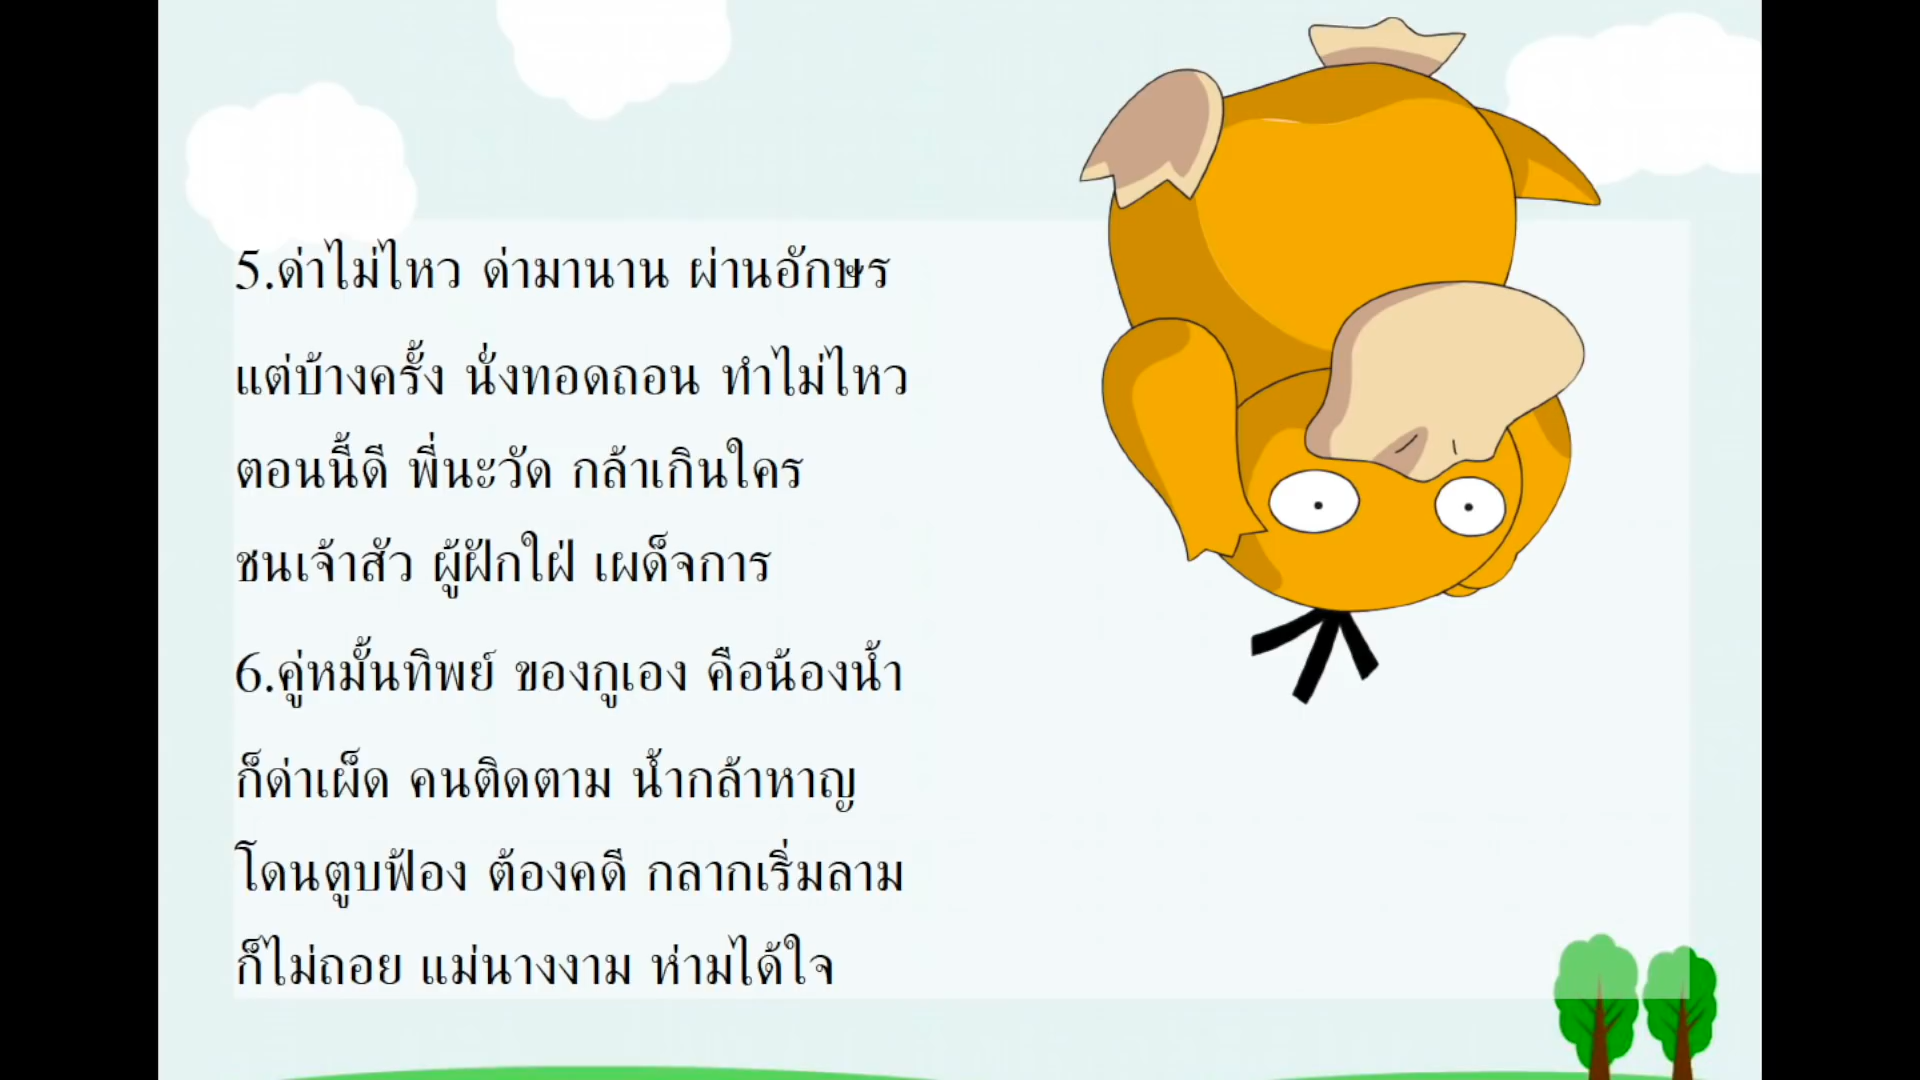 5.ด่าไม่ไหว ด่ามานาน ผ่านอักษร
แต่บ้างครั้ง นั่งทอดถอน ทำไม่ไหว
ตอนนี้ดี พี่นะวัด กล้าเกินใคร
ชนเจ้าสัว ผู้ฝักใฝ่ เผด็จการ
6.คู่หมั้นทิพย์ ของกูเอง คือน้องน้ำ
ก็ด่าเผ็ด คนติดตาม น้ำกล้าหาญ
โดนตูบฟ้อง ต้องคดี กลากเริ่มลาม
ก็ไม่ถอย แม่นางงาม ห่ามได้ใจ